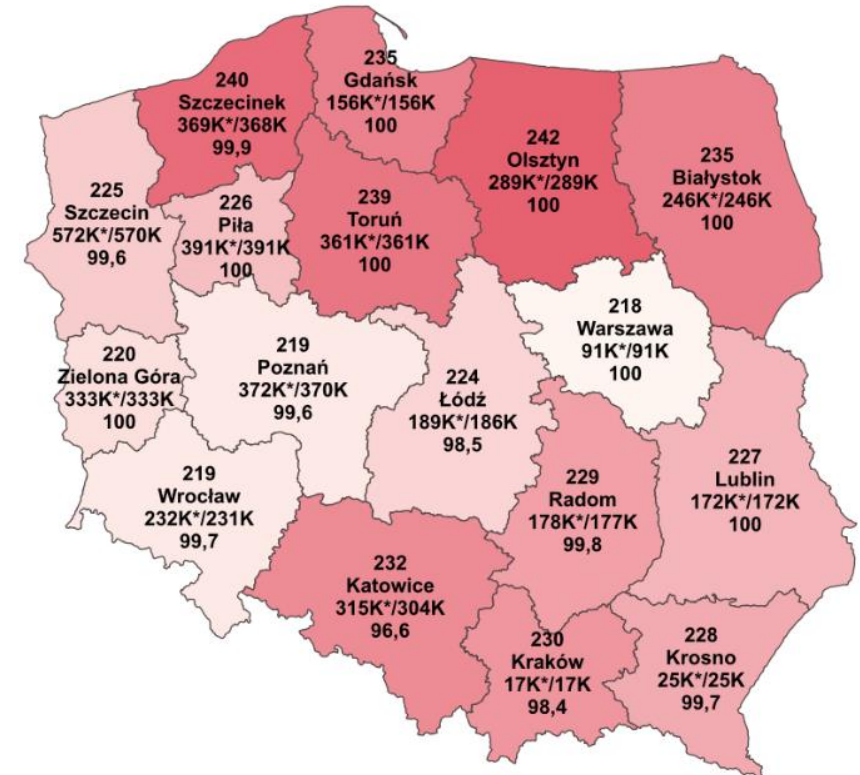 235
Gdańsk
156K*/156K
100
240
Szczecinek
369K*/368K
99,9
242
Olsztyn
289K*/289K
100
235
Białystok
246K*/246K
100
225
Szczecin
572K*/570K
99,6
226
Piła
391K*/391K
100
239
Toruń
361K*/361K
100
218
Warszawa
91K*/91K
100
220
Zielona Góra
333K*/333K
100
219
Poznań
372K*/370K
99,6
224
Łódź
189K*/186K
98,5
227
Lublin
172K*/172K
100
219
Wrocław
232K*/231K
99,7
229
Radom
178K*/177K
99,8
232
Katowice
315K*/304K
96,6
230
Kraków
17K*/17K
98,4
228
Krosno
25K*/25K
99,7